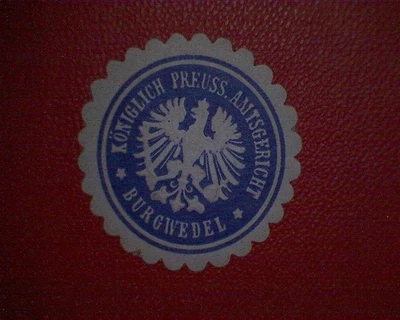 KÖNIGLICH PREUSS. AMTSGERICHT
★ BURGWEDEL ★